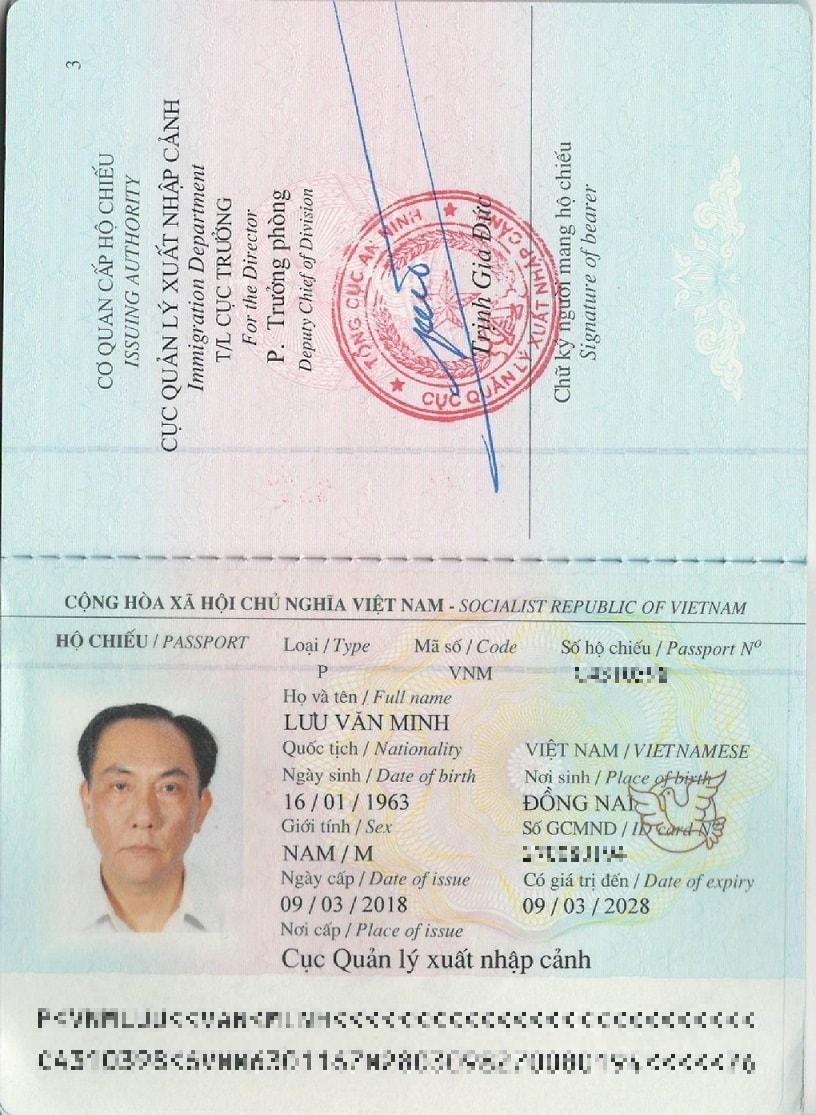 3
CƠ QUAN CẤP HỘ CHIẾU
ISSUING AUTHORITY
CỤC QUẢN LÝ XUẤT NHẬP CẢNH
Immigration Department
T/L CỤC TRƯỞNG
For the Director
P. Trưởng phòng
Deputy Chief of Division
TỔNG CỤC AN NINH
CỤC QUẢN LÝ XUẤT NHẬP CẢNH
Trịnh Gia Đức
Chữ ký người mang hộ chiếu
Signature of bearer
CỘNG HÒA XÃ HỘI CHỦ NGHĨA VIỆT NAM - SOCIALIST REPUBLIC OF VIETNAM
HỘ CHIẾU / PASSPORT
Loại / Type Mã số / Code Số hộ chiếu / Passport Nº
P VNM
Họ và tên / Full name
LƯU VĂN MINH
Quốc tịch / Nationality VIỆT NAM / VIETNAMESE
Ngày sinh / Date of birth Nơi sinh / Place of birth
16 / 01 / 1963 ĐỒNG NAI
Giới tính / Sex Số GCMND / ID card Nº
NAM / M
Ngày cấp / Date of issue Có giá trị đến / Date of expiry
09 / 03 / 2018 09 / 03 / 2028
Nơi cấp / Place of issue
Cục Quản lý xuất nhập cảnh